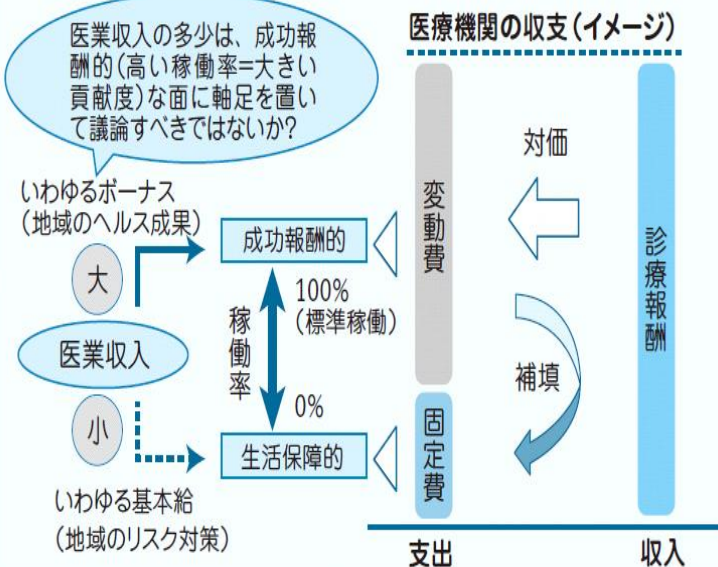 医業収入の多少は、成功報
酬的(高い稼働率=大きい
貢献度)な面に軸足を置い
て議論すべきではないか?
医療機関の収支(イメージ)
いわゆるボーナス
(地域のヘルス成果)
大
医業収入
小
いわゆる基本給
(地域のリスク対策)
成功報酬的
稼働率
100%
(標準稼働)
0%
生活保障的
変動費
固定費
対価
補填
診療報酬
支出
収入